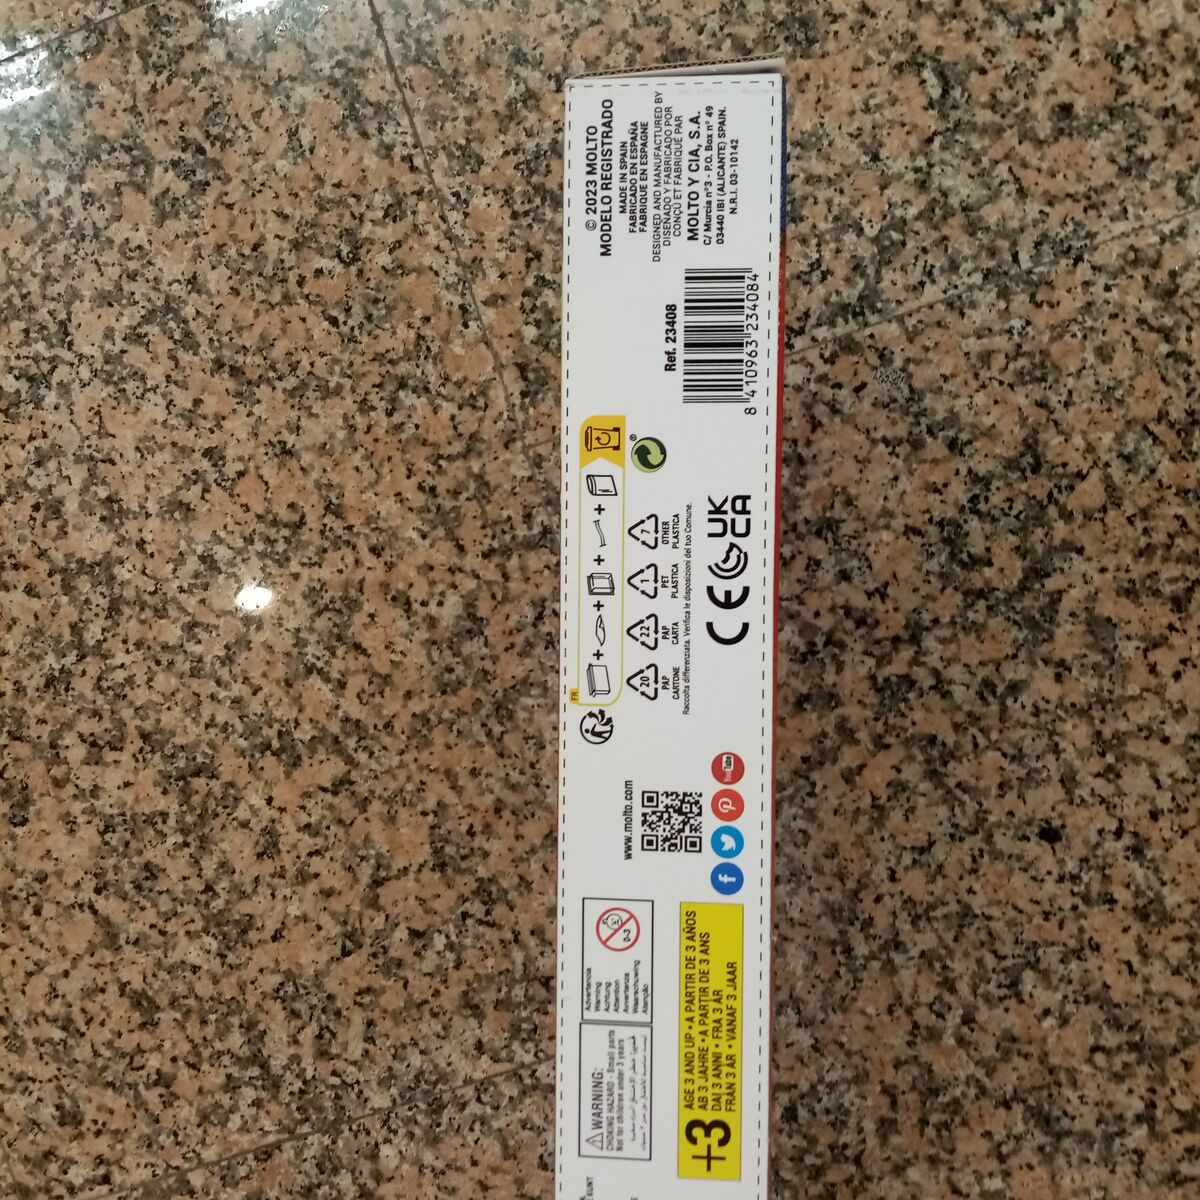 ⚠WARNING:
CHOKING HAZARD - Small parts
Not for children under 3 years
Advertencia
Warning
Achtung
Attention
Avvertenza
Waarschuwing
Atenção
0-3
+3
AGE 3 AND UP • A PARTIR DE 3 AÑOS
AB 3 JAHRE • A PARTIR DE 3 ANS
DAI 3 ANNI • FRA 3 ÅR
FRÅN 3 ÅR • VANAF 3 JAAR
www.molto.com
f
YouTube
FR
+ + + +
20
PAP
CARTONE
22
PAP
CARTA
1
PET
PLASTICA
7
OTHER
PLASTICA
Raccolta differenziata. Verifica le disposizioni del tuo Comune.
CE
UK
CA
Ref. 23408
8 410963 234084
© 2023 MOLTO
MODELO REGISTRADO
MADE IN SPAIN
FABRICADO EN ESPAÑA
FABRIQUE EN ESPAGNE
DESIGNED AND MANUFACTURED BY
DISEÑADO Y FABRICADO POR
CONÇU ET FABRIQUÉ PAR
MOLTO Y CIA, S.A.
C/ Murcia nº3 - P.O. Box nº 49
03440 IBI (ALICANTE) SPAIN.
N.R.I. 03-10142